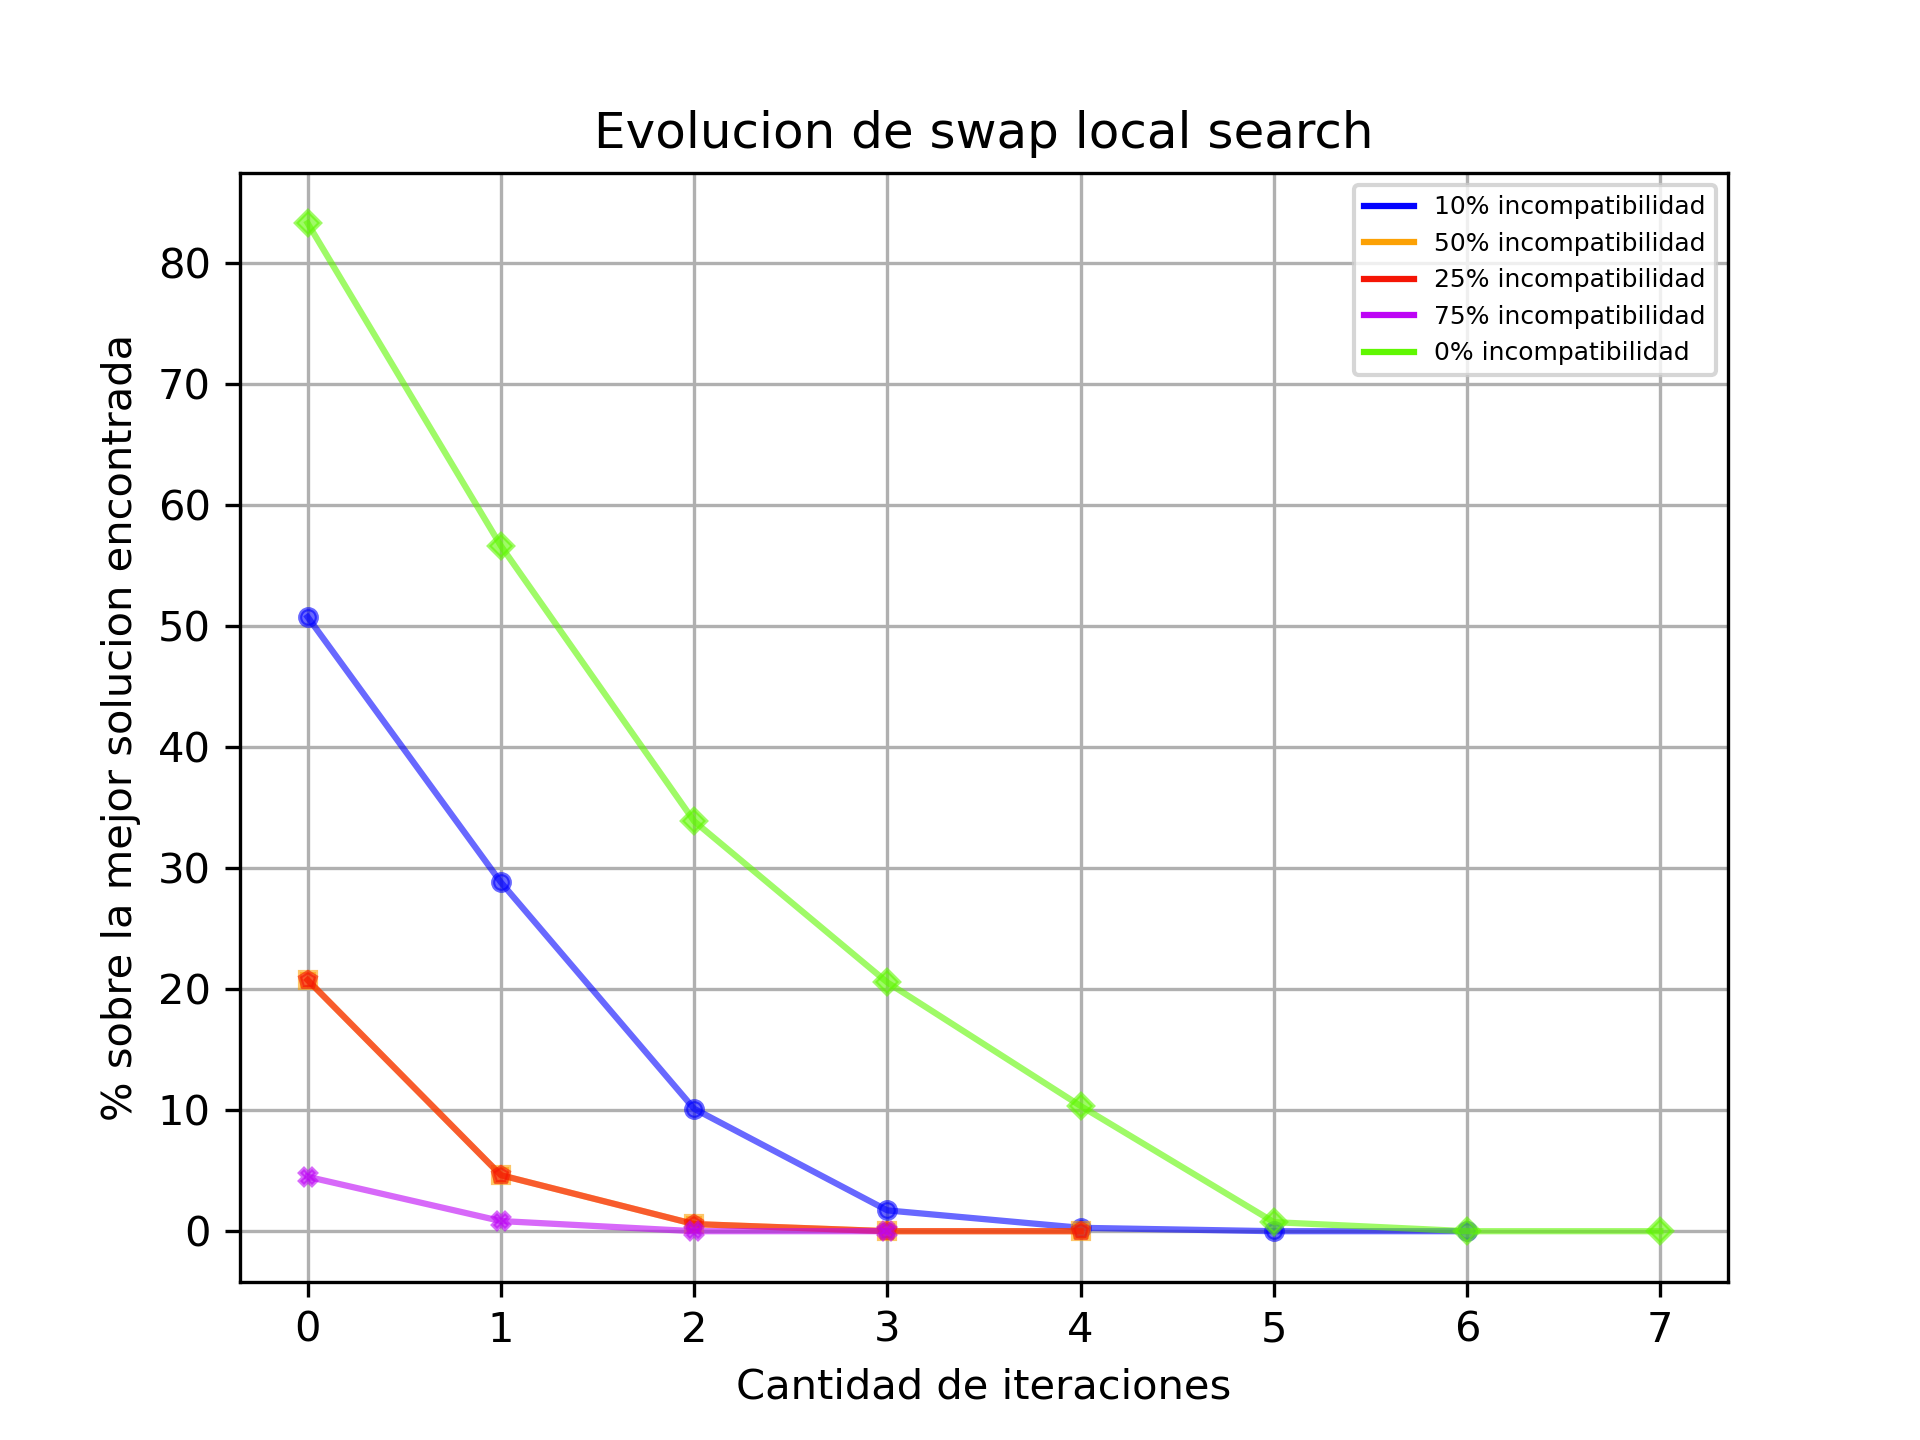 Evolucion de swap local search
% sobre la mejor solucion encontrada
80
70
60
50
40
30
20
10
0
10% incompatibilidad
50% incompatibilidad
25% incompatibilidad
75% incompatibilidad
0% incompatibilidad
0 1 2 3 4 5 6 7
Cantidad de iteraciones